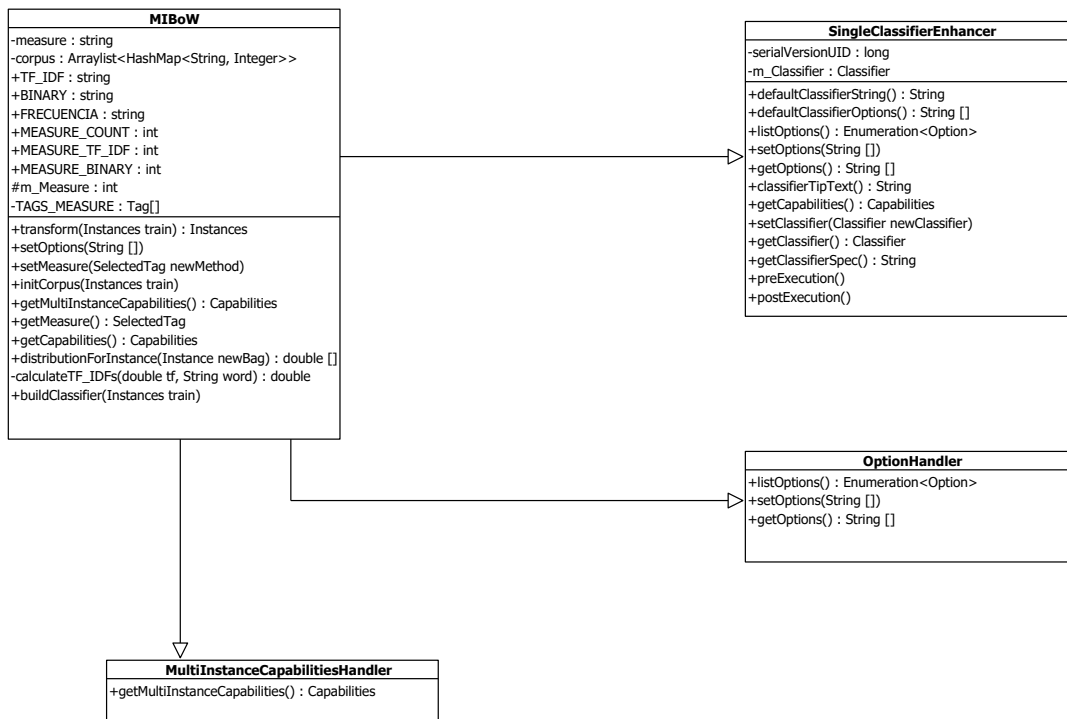 MIBoW
-measure : string
-corpus : Arraylist<HashMap<String, Integer>>
+TF_IDF : string
+BINARY : string
+FRECUENCIA : string
+MEASURE_COUNT : int
+MEASURE_TF_IDF : int
+MEASURE_BINARY : int
#m_Measure : int
-TAGS_MEASURE : Tag[]
+transform(Instances train) : Instances
+setOptions(String [])
+setMeasure(SelectedTag newMethod)
+initCorpus(Instances train)
+getMultiInstanceCapabilities() : Capabilities
+getMeasure() : SelectedTag
+getCapabilities() : Capabilities
+distributionForInstance(Instance newBag) : double []
-calculateTF_IDFs(double tf, String word) : double
+buildClassifier(Instances train)
SingleClassifierEnhancer
-serialVersionUID : long
-m_Classifier : Classifier
+defaultClassifierString() : String
+defaultClassifierOptions() : String []
+listOptions() : Enumeration<Option>
+setOptions(String [])
+getOptions() : String []
+classifierTipText() : String
+getCapabilities() : Capabilities
+setClassifier(Classifier newClassifier)
+getClassifier() : Classifier
+getClassifierSpec() : String
+preExecution()
+postExecution()
OptionHandler
+listOptions() : Enumeration<Option>
+setOptions(String [])
+getOptions() : String []
MultiInstanceCapabilitiesHandler
+getMultiInstanceCapabilities() : Capabilities